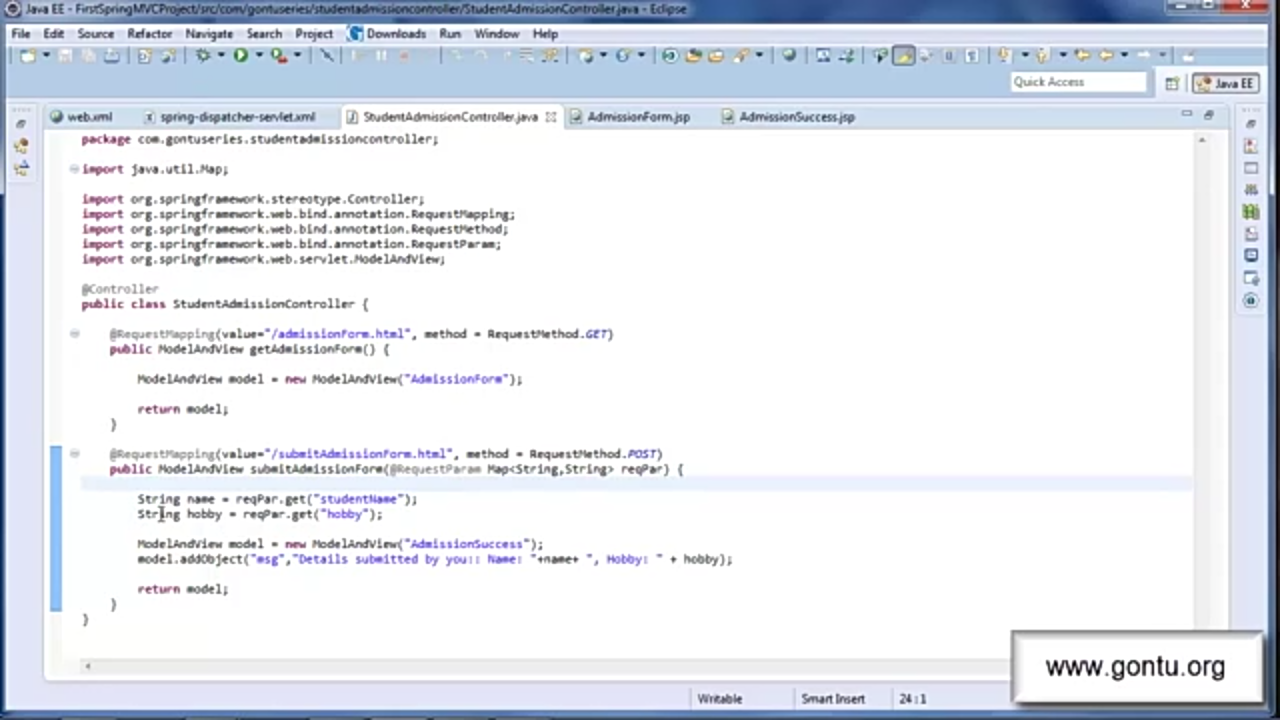 Java EE - FirstSpringMVCProject/src/com/gontuseries/studentadmissioncontroller/StudentAdmissionController.java - Eclipse
File Edit Source Refactor Navigate Search Project Downloads Run Window Help
Quick Access
Java EE
web.xml spring-dispatcher-servlet.xml StudentAdmissionController.java AdmissionForm.jsp AdmissionSuccess.jsp
package com.gontuseries.studentadmissioncontroller;
import java.util.Map;
import org.springframework.stereotype.Controller;
import org.springframework.web.bind.annotation.RequestMapping;
import org.springframework.web.bind.annotation.RequestMethod;
import org.springframework.web.bind.annotation.RequestParam;
import org.springframework.web.servlet.ModelAndView;
@Controller
public class StudentAdmissionController {
@RequestMapping(value="/admissionForm.html", method = RequestMethod.GET)
public ModelAndView getAdmissionForm() {
ModelAndView model = new ModelAndView("AdmissionForm");
return model;
}
@RequestMapping(value="/submitAdmissionForm.html", method = RequestMethod.POST)
public ModelAndView submitAdmissionForm(@RequestParam Map<String,String> reqPar) {
String name = reqPar.get("studentName");
String hobby = reqPar.get("hobby");
ModelAndView model = new ModelAndView("AdmissionSuccess");
model.addObject("msg","Details submitted by you:: Name: "+name+ ", Hobby: " + hobby);
return model;
}
}
www.gontu.org
Writable Smart Insert 24:1